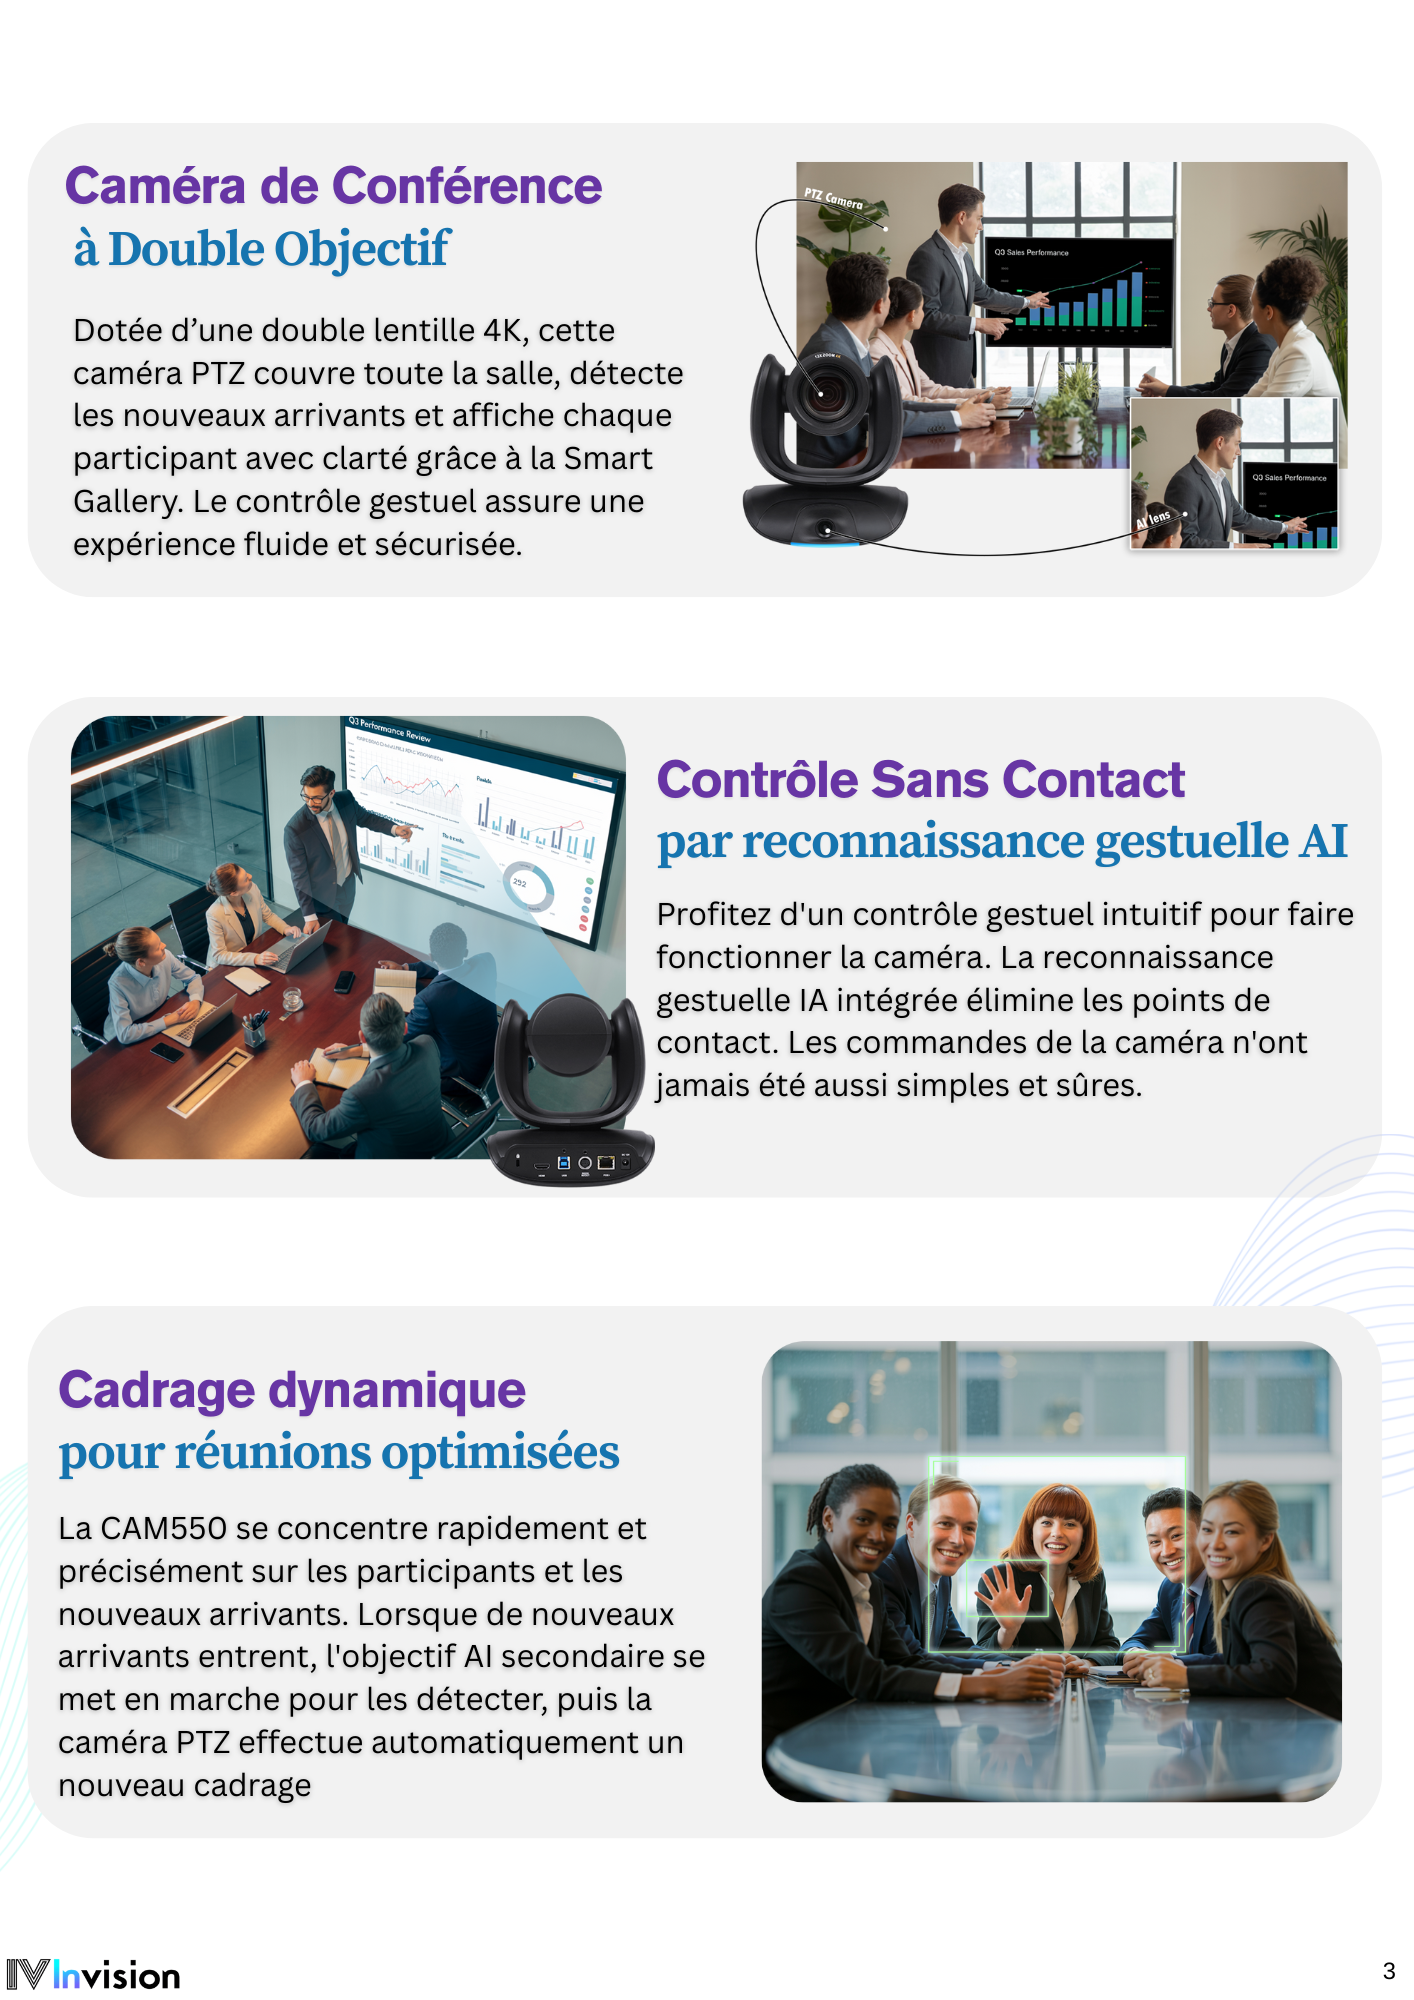 Caméra de Conférence
à Double Objectif
Dotée d’une double lentille 4K, cette
caméra PTZ couvre toute la salle, détecte
les nouveaux arrivants et affiche chaque
participant avec clarté grâce à la Smart
Gallery. Le contrôle gestuel assure une
expérience fluide et sécurisée.
PTZ Camera
Q3 Sales Performance
Q3 Sales Performance
AI lens
Q3 Performance Review
Contrôle Sans Contact
par reconnaissance gestuelle AI
Profitez d'un contrôle gestuel intuitif pour faire
fonctionner la caméra. La reconnaissance
gestuelle IA intégrée élimine les points de
contact. Les commandes de la caméra n'ont
jamais été aussi simples et sûres.
Cadrage dynamique
pour réunions optimisées
La CAM550 se concentre rapidement et
précisément sur les participants et les
nouveaux arrivants. Lorsque de nouveaux
arrivants entrent, l'objectif AI secondaire se
met en marche pour les détecter, puis la
caméra PTZ effectue automatiquement un
nouveau cadrage
Invision
3